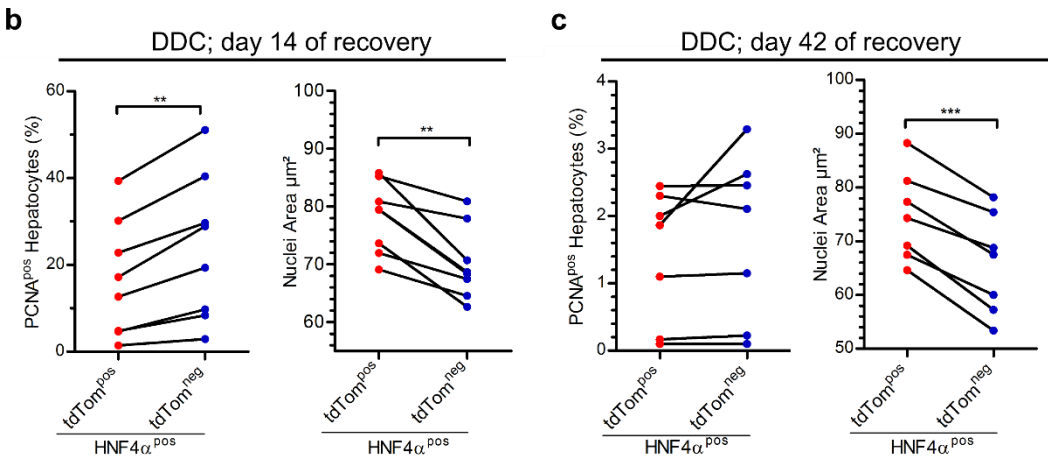 b
DDC; day 14 of recovery
PCNApos Hepatocytes (%)
60
40
20
0
**
tdTompos
tdTomneg
HNF4αpos
Nuclei Area µm²
100
90
80
70
60
**
tdTompos
tdTomneg
HNF4αpos
c
DDC; day 42 of recovery
PCNApos Hepatocytes (%)
4
3
2
1
0
tdTompos
tdTomneg
HNF4αpos
Nuclei Area µm²
100
90
80
70
60
50
***
tdTompos
tdTomneg
HNF4αpos